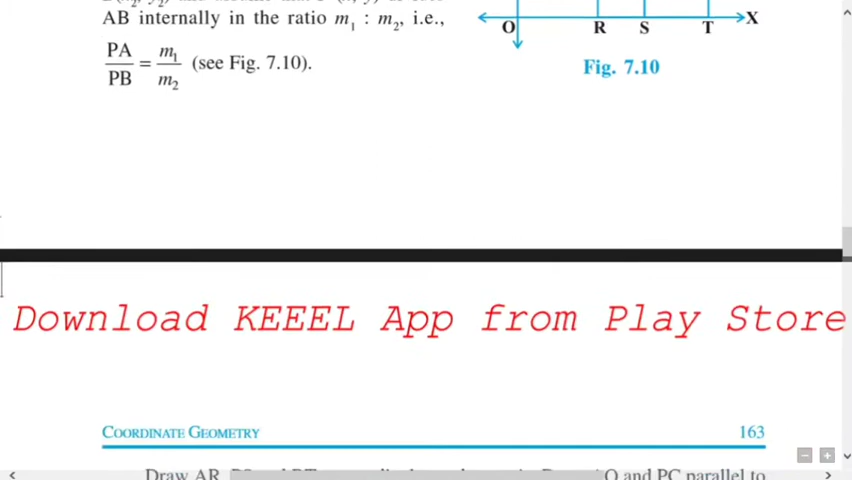 AB internally in the ratio m₁ : m₂, i.e.,
PA/PB = m₁/m₂ (see Fig. 7.10).
O R S T X
Fig. 7.10
Download KEEEL App from Play Store
COORDINATE GEOMETRY 163
Draw AR,
and PC parallel to